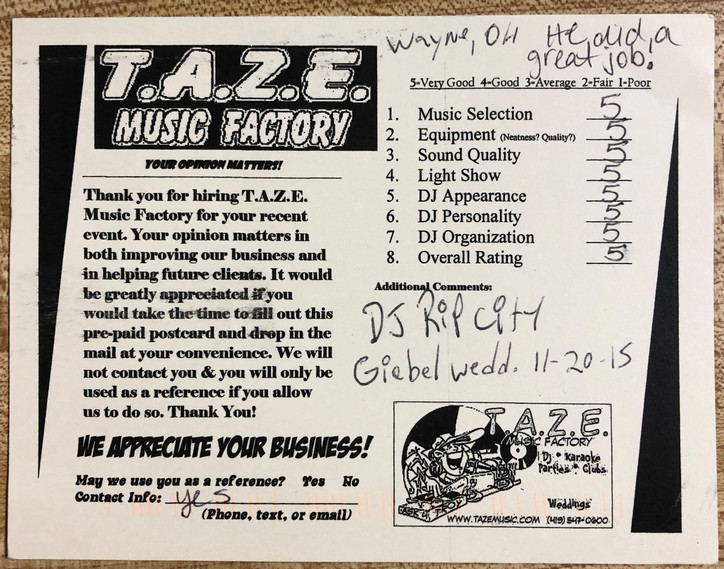 Wayne, OH He did a
great job.
T.A.Z.E.
MUSIC FACTORY
YOUR OPINION MATTERS!
Thank you for hiring T.A.Z.E.
Music Factory for your recent
event. Your opinion matters in
both improving our business and
in helping future clients. It would
be greatly appreciated if you
would take the time to fill out this
pre-paid postcard and drop in the
mail at your convenience. We will
not contact you & you will only be
used as a reference if you allow
us to do so. Thank You!
WE APPRECIATE YOUR BUSINESS!
May we use you as a reference? Yes No
Contact Info: yes
(Phone, text, or email)
5-Very Good 4-Good 3-Average 2-Fair 1-Poor
1. Music Selection 5
2. Equipment (Neatness? Quality?) 5
3. Sound Quality 5
4. Light Show 5
5. DJ Appearance 5
6. DJ Personality 5
7. DJ Organization 5
8. Overall Rating 5
Additional Comments:
DJ Rip City
Giebel wedd. 11-20-15
T.A.Z.E.
MUSIC FACTORY
Dj * Karaoke
Parties * Clubs
Weddings
WWW.TAZEMUSIC.COM (419) 547-0600